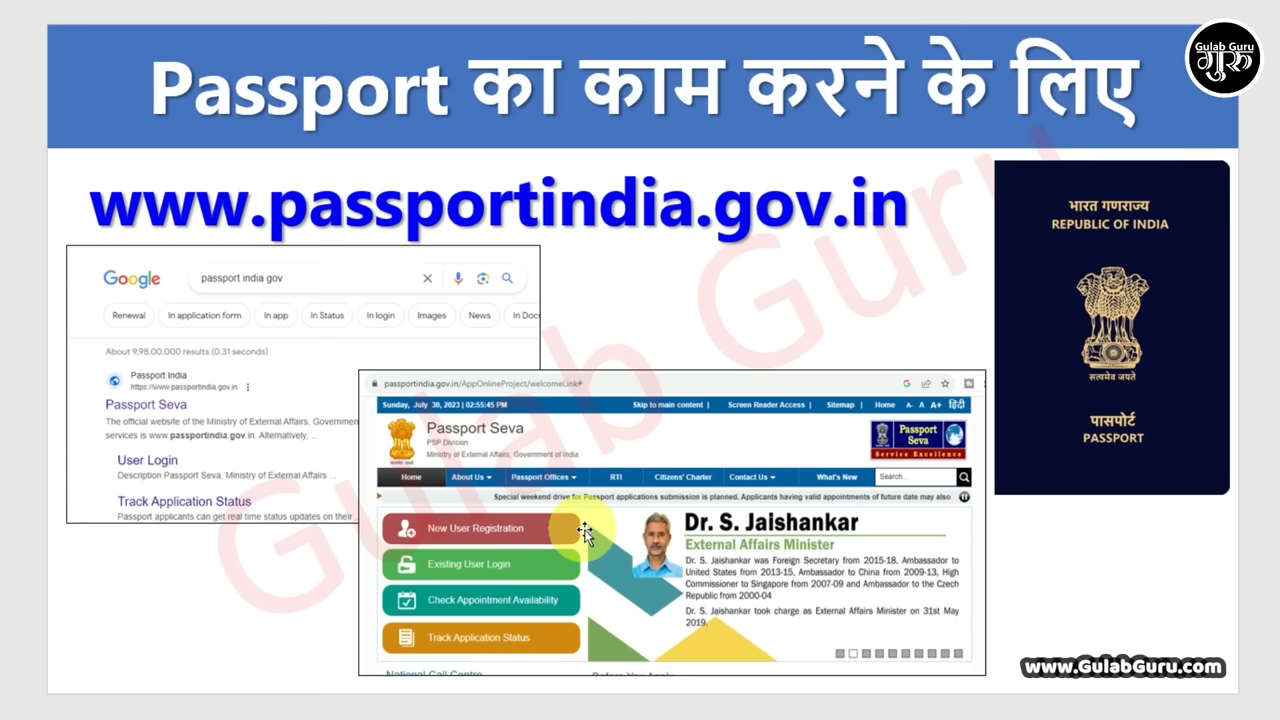 Passport का काम करने के लिए
Gulab Guru
गुरु
www.passportindia.gov.in
Google
passport india gov
Renewal
In application form
In app
In Status
In login
Images
News
In Doc
About 9,98,00,000 results (0.31 seconds)
Passport India
https://www.passportindia.gov.in
Passport Seva
The official website of the Ministry of External Affairs, Governmen
services is www.passportindia.gov.in. Alternatively, ...
User Login
Description Passport Seva, Ministry of External Affairs ...
Track Application Status
Passport applicants can get real time status updates on their
passportindia.gov.in/AppOnlineProject/welcomeLink#
Sunday, July 30, 2023 | 02:55:45 PM
Skip to main content |
Screen Reader Access |
Sitemap |
Home
A- A A+ हिंदी
Passport Seva
PSP Division
Ministry of External Affairs, Government of India
Passport
Seva
Service Excellence
Home
About Us
Passport Offices
RTI
Citizens' Charter
Contact Us
What's New
Search...
Special weekend drive for Passport applications submission is planned. Applicants having valid appointments of future date may also
New User Registration
Existing User Login
Check Appointment Availability
Track Application Status
Dr. S. Jaishankar
External Affairs Minister
Dr. S. Jaishankar was Foreign Secretary from 2015-18, Ambassador to
United States from 2013-15, Ambassador to China from 2009-13, High
Commissioner to Singapore from 2007-09 and Ambassador to the Czech
Republic from 2000-04
Dr. S. Jaishankar took charge as External Affairs Minister on 31st May
2019.
National Call Centre
Before You Apply
भारत गणराज्य
REPUBLIC OF INDIA
सत्यमेव जयते
पासपोर्ट
PASSPORT
Gulab Guru
www.GulabGuru.com